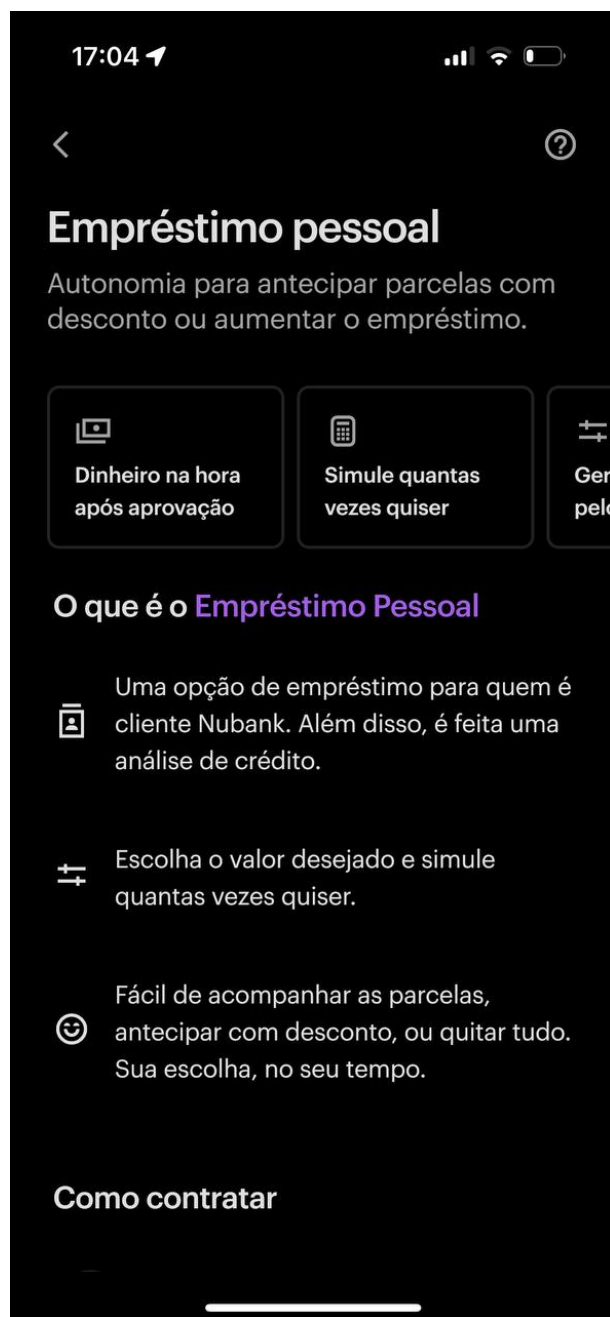 17:04
Empréstimo pessoal
Autonomia para antecipar parcelas com
desconto ou aumentar o empréstimo.
Dinheiro na hora
após aprovação
Simule quantas
vezes quiser
Ger
pelo
O que é o Empréstimo Pessoal
Uma opção de empréstimo para quem é
cliente Nubank. Além disso, é feita uma
análise de crédito.
Escolha o valor desejado e simule
quantas vezes quiser.
Fácil de acompanhar as parcelas,
antecipar com desconto, ou quitar tudo.
Sua escolha, no seu tempo.
Como contratar